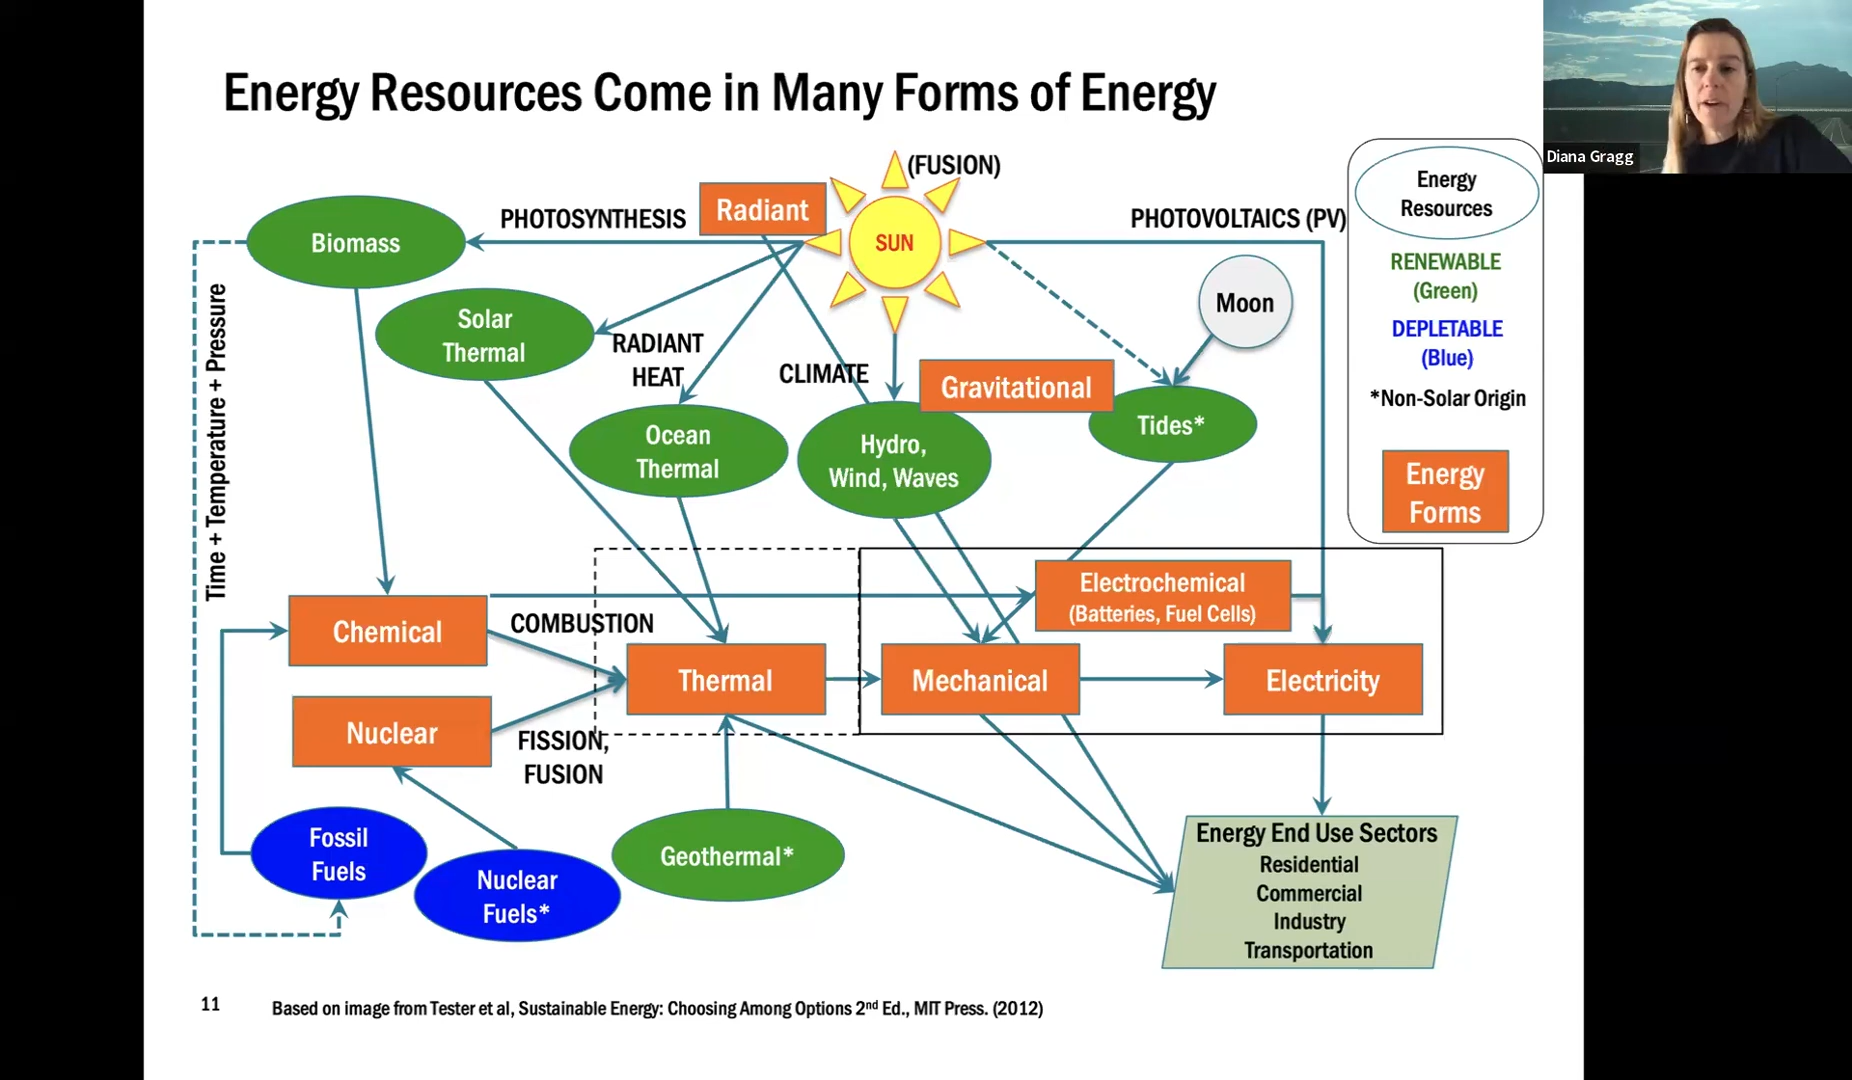 Energy Resources Come in Many Forms of Energy
Diana Gragg
(FUSION)
Radiant
PHOTOSYNTHESIS
PHOTOVOLTAICS (PV)
SUN
Biomass
Moon
Solar
Thermal
RADIANT
HEAT
CLIMATE
Gravitational
Tides*
Ocean
Thermal
Hydro,
Wind, Waves
Time + Temperature + Pressure
Energy
Resources
RENEWABLE
(Green)
DEPLETABLE
(Blue)
*Non-Solar Origin
Energy
Forms
Electrochemical
(Batteries, Fuel Cells)
Chemical
COMBUSTION
Thermal
Mechanical
Electricity
Nuclear
FISSION,
FUSION
Fossil
Fuels
Nuclear
Fuels*
Geothermal*
Energy End Use Sectors
Residential
Commercial
Industry
Transportation
11
Based on image from Tester et al, Sustainable Energy: Choosing Among Options 2nd Ed., MIT Press. (2012)